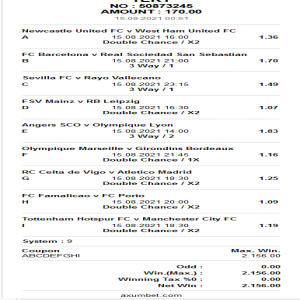 NO : 50873245
AMOUNT : 170.00
15.08.2021 00:51
Newcastle United FC v West Ham United FC
A 15.08.2021 16:00 1.36
Double Chance / X2
FC Barcelona v Real Sociedad San Sebastian
B 15.08.2021 21:00 1.70
3 Way / 1
Sevilla FC v Rayo Vallecano
C 15.08.2021 23:15 1.49
3 Way / 1
FSV Mainz v RB Leipzig
D 15.08.2021 16:30 1.07
Double Chance / X2
Angers SCO v Olympique Lyon
E 15.08.2021 14:00 1.83
3 Way / 2
Olympique Marseille v Girondins Bordeaux
F 15.08.2021 21:45 1.16
Double Chance / 1X
RC Celta de Vigo v Atletico Madrid
G 15.08.2021 18:30 1.25
Double Chance / X2
FC Famalicao v FC Porto
H 15.08.2021 20:00 1.09
Double Chance / X2
Tottenham Hotspur FC v Manchester City FC
I 15.08.2021 18:30 1.19
Double Chance / X2
System : 9
Coupon Max. Win.
ABCDEFGHI 2.156.00
Odd : 0.00
Win.(Max.) : 2.156.00
Winning Tax %0 : 0.00
Net Win : 2.156.00
axumbet.com